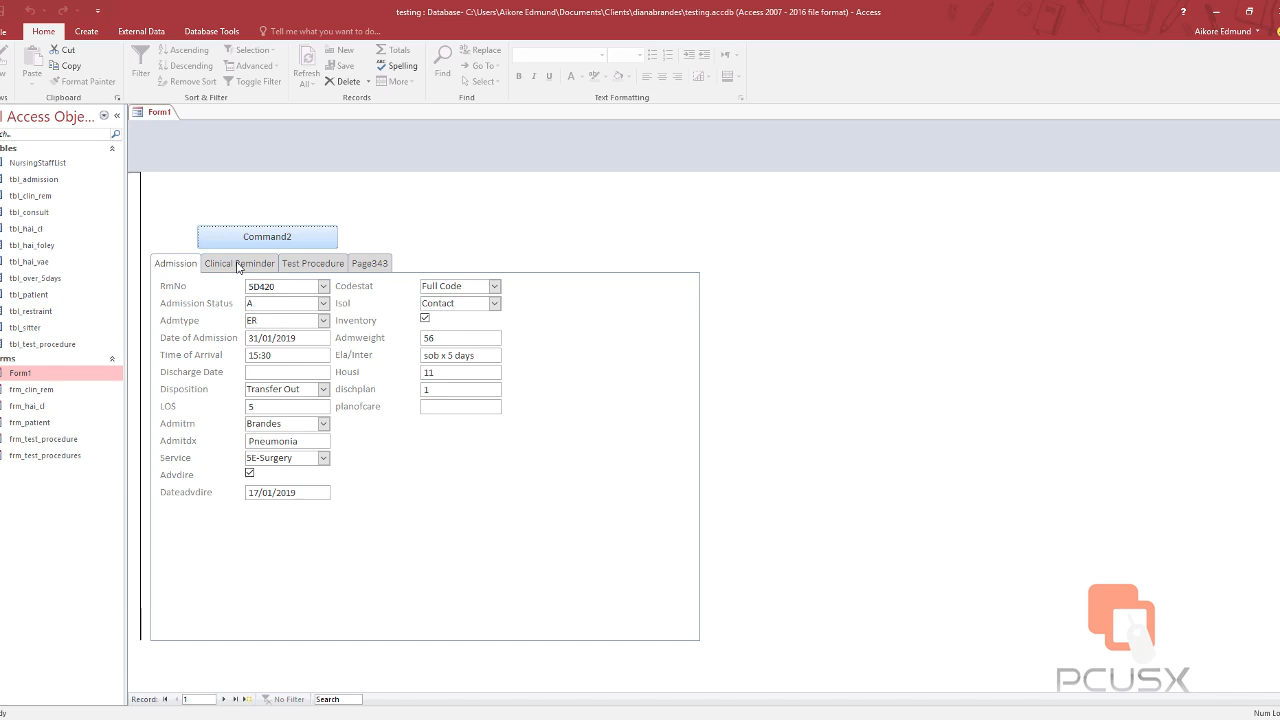 testing : Database- C:\Users\Aikore Edmund\Documents\Clients\dianabrandes\testing.accdb (Access 2007 - 2016 file format) - Access
?
Home Create External Data Database Tools Tell me what you want to do... Aikore Edmund
Cut Ascending Selection New Totals Replace
Copy Descending Advanced Save Spelling Go To
Format Painter Remove Sort Toggle Filter Delete More Select
Paste Filter Refresh All Find B I U A
Clipboard Sort & Filter Records Find Text Formatting
Access Obje...
Form1
Command2
NursingStaffList
tbl_admission
tbl_clin_rem
tbl_consult
tbl_hai_cl
tbl_hai_foley
tbl_hai_vae
tbl_over_5days
tbl_patient
tbl_restraint
tbl_sitter
tbl_test_procedure
Form1
frm_clin_rem
frm_hai_cl
frm_patient
frm_test_procedure
frm_test_procedures
Admission Clinical Reminder Test Procedure Page343
RmNo 5D420 Codestat Full Code
Admission Status A Isol Contact
Admtype ER Inventory
Date of Admission 31/01/2019 Admweight 56
Time of Arrival 15:30 Ela/Inter sob x 5 days
Discharge Date Housi 11
Disposition Transfer Out dischplan 1
LOS 5 planofcare
Admitrn Brandes
Admitdx Pneumonia
Service 5E-Surgery
Advdire
Dateadvdire 17/01/2019
PCUSX
Record: 1 No Filter Search
Num Lo